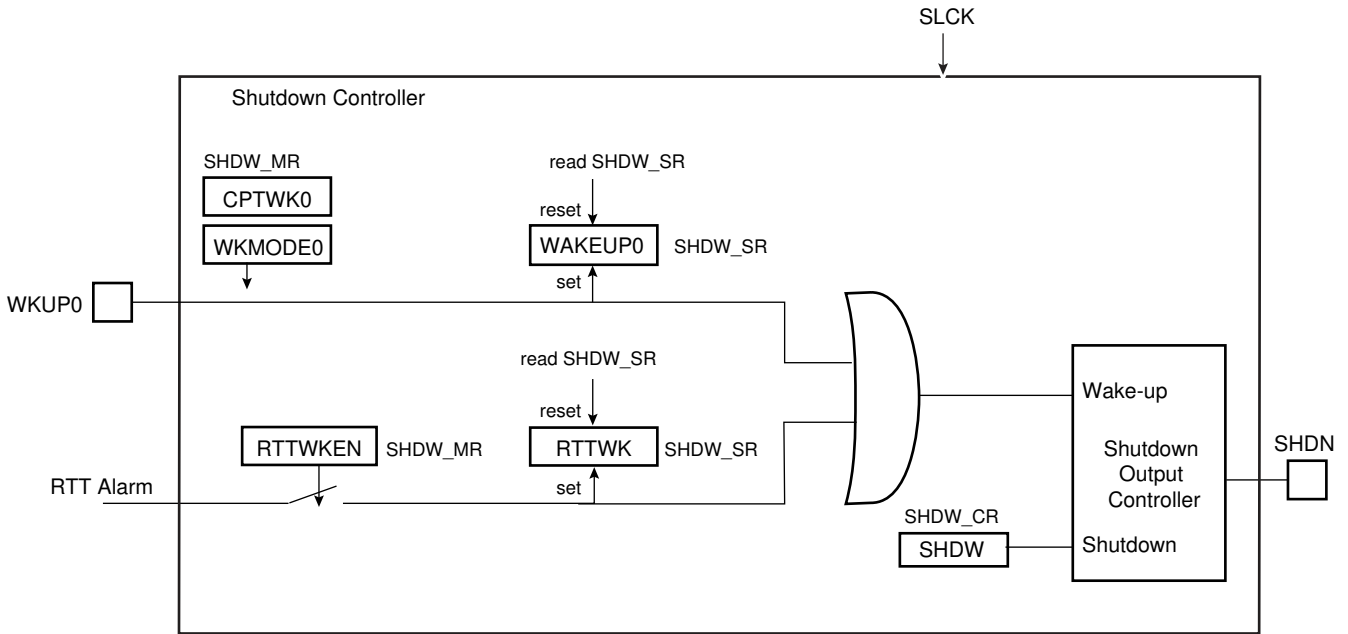 SLCK
Shutdown Controller
SHDW_MR
CPTWK0
WKMODE0
read SHDW_SR
reset
WAKEUP0
SHDW_SR
set
WKUP0
read SHDW_SR
reset
RTTWKEN
SHDW_MR
RTTWK
SHDW_SR
set
RTT Alarm
Wake-up
Shutdown
Output
Controller
SHDN
SHDW_CR
SHDW
Shutdown